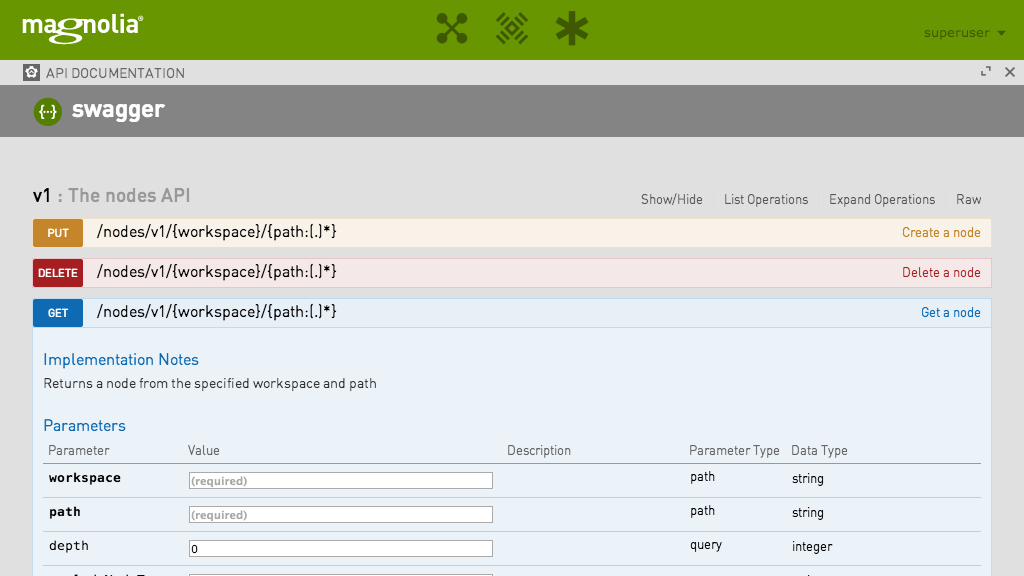 magnolia®
superuser
API DOCUMENTATION
{···} swagger
v1 : The nodes API
Show/Hide List Operations Expand Operations Raw
PUT /nodes/v1/{workspace}/{path:(.)*} Create a node
DELETE /nodes/v1/{workspace}/{path:(.)*} Delete a node
GET /nodes/v1/{workspace}/{path:(.)*} Get a node
Implementation Notes
Returns a node from the specified workspace and path
Parameters
Parameter Value Description Parameter Type Data Type
workspace (required) path string
path (required) path string
depth 0 query integer